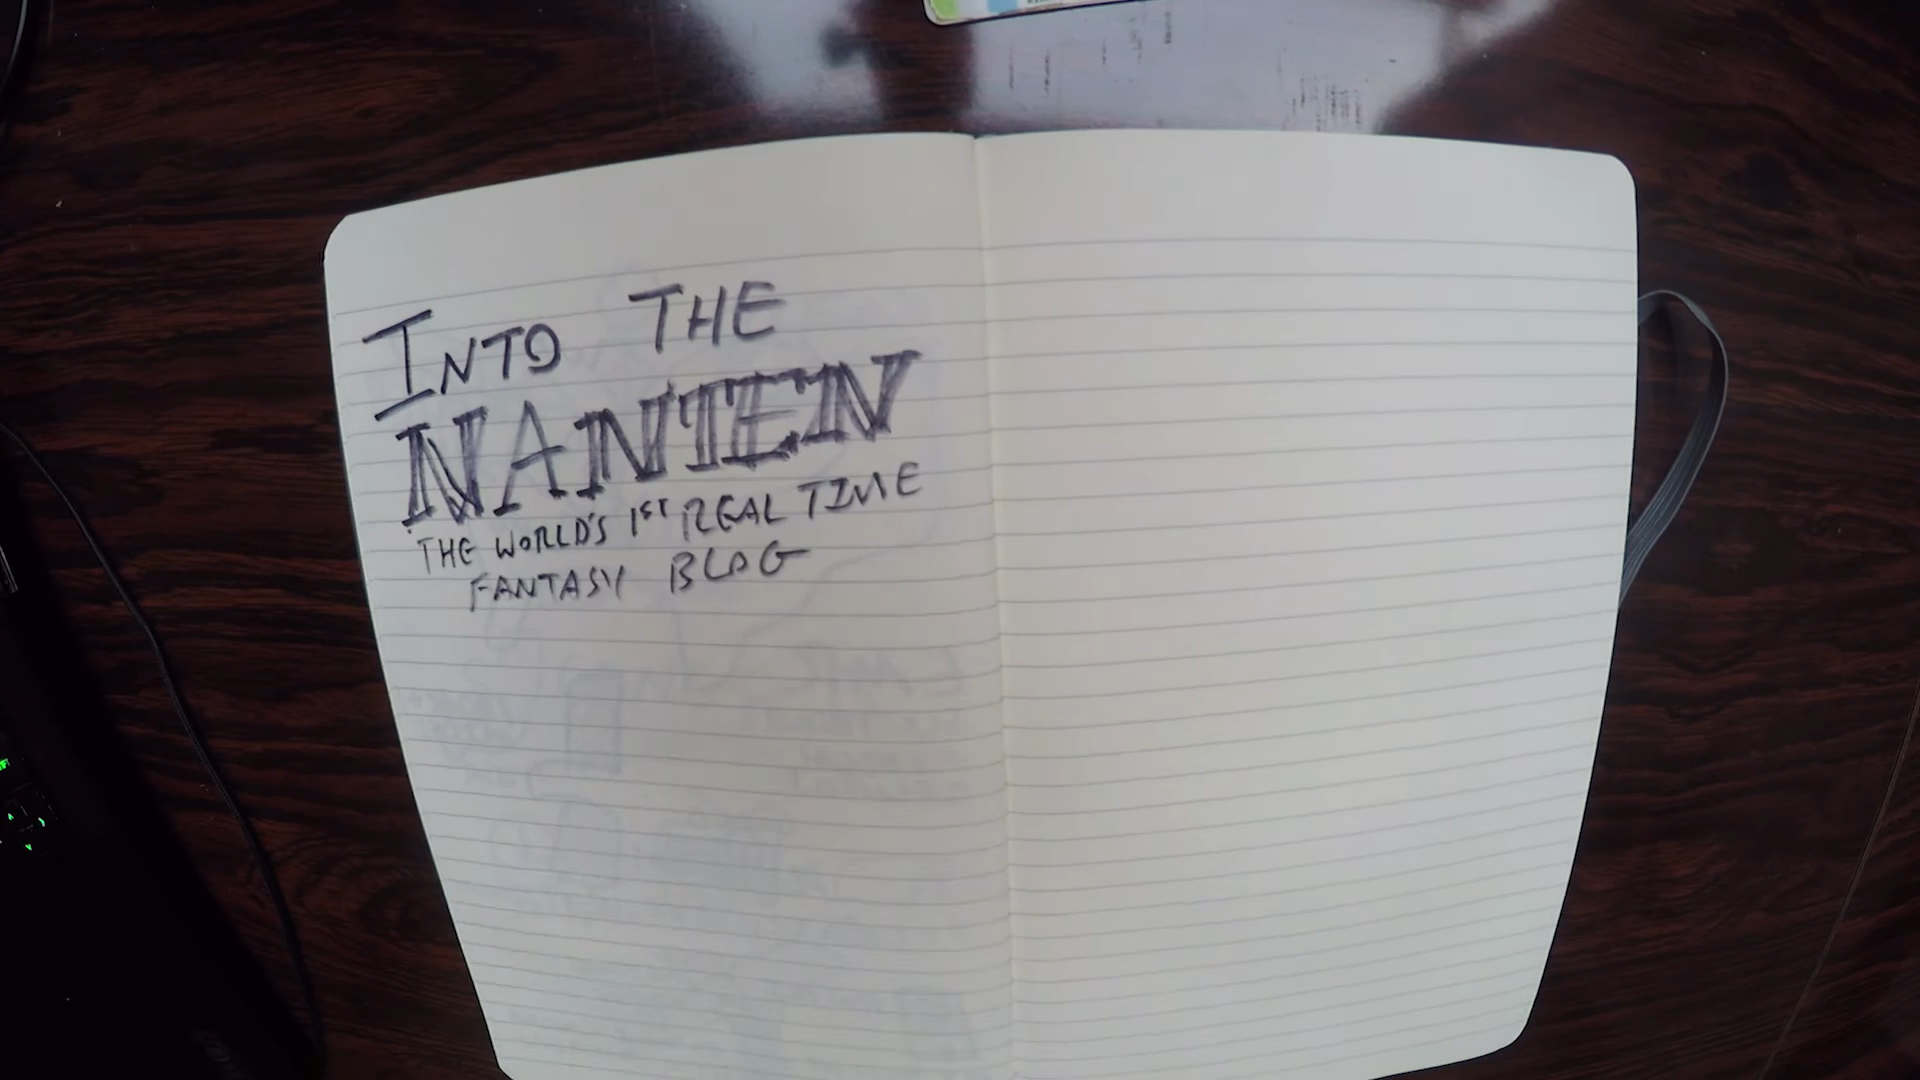 INTO THE
NANTEN
THE WORLD'S 1ST REAL TIME
FANTASY BLOG